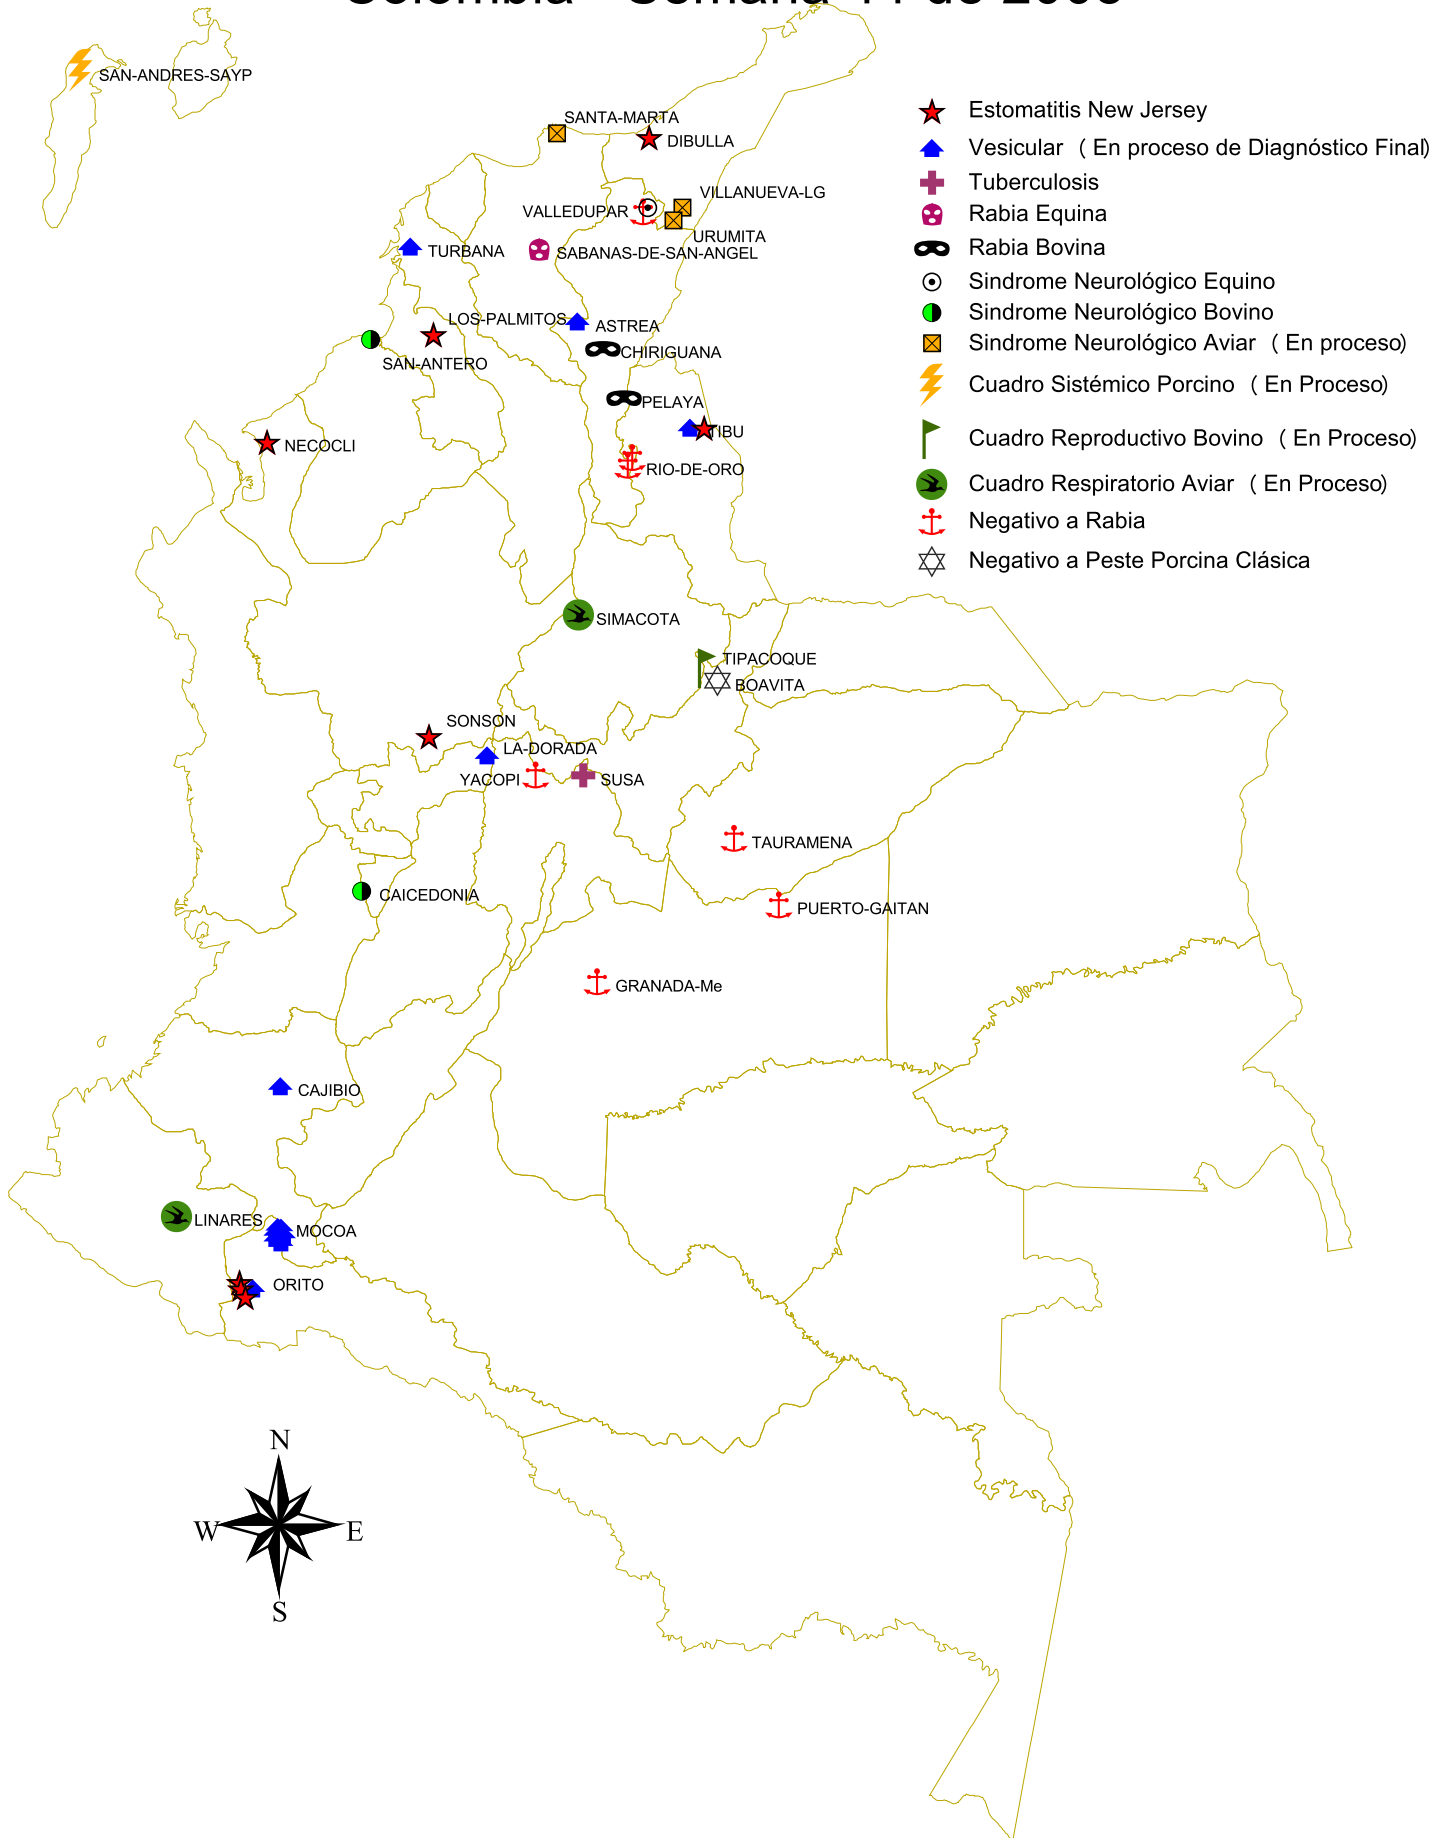 SAN-ANDRES-SAYP
SANTA-MARTA
DIBULLA
VILLANUEVA-LG
VALLEDUPAR
URUMITA
TURBANA
SABANAS-DE-SAN-ANGEL
LOS-PALMITOS
ASTREA
CHIRIGUANA
SAN-ANTERO
PELAYA
TIBU
NECOCLI
RIO-DE-ORO
SIMACOTA
TIPACOQUE
BOAVITA
SONSON
LA-DORADA
YACOPI
SUSA
TAURAMENA
CAICEDONIA
PUERTO-GAITAN
GRANADA-Me
CAJIBIO
LINARES
MOCOA
ORITO
Estomatitis New Jersey
Vesicular ( En proceso de Diagnóstico Final)
Tuberculosis
Rabia Equina
Rabia Bovina
Sindrome Neurológico Equino
Sindrome Neurológico Bovino
Sindrome Neurológico Aviar ( En proceso)
Cuadro Sistémico Porcino ( En Proceso)
Cuadro Reproductivo Bovino ( En Proceso)
Cuadro Respiratorio Aviar ( En Proceso)
Negativo a Rabia
Negativo a Peste Porcina Clásica
N
W E
S